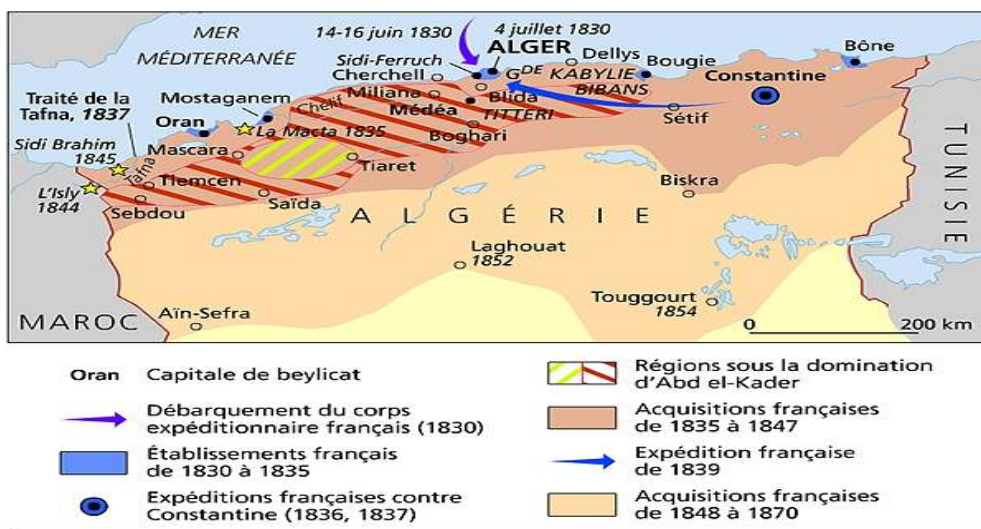 MER
MÉDITERRANÉE
14-16 juin 1830
4 juillet 1830
ALGER
Sidi-Ferruch
Cherchell
Dellys
Bône
GDE KABYLIE
Bougie
Constantine
Miliana
Blida
BIBANS
Traité de la
Tafna, 1837
Mostaganem
Chélif
Médéa
TITTERI
Sétif
Oran
La Macta 1835
Boghari
Sidi Brahim
1845
Mascara
Tafna
Tiaret
Tlemcen
Biskra
L'Isly
1844
Sebdou
Saïda
ALGÉRIE
TUNISIE
Laghouat
1852
Touggourt
1854
Aïn-Sefra
MAROC
0 200 km
Oran Capitale de beylicat
Débarquement du corps
expéditionnaire français (1830)
Établissements français
de 1830 à 1835
Expéditions françaises contre
Constantine (1836, 1837)
Régions sous la domination
d'Abd el-Kader
Acquisitions françaises
de 1835 à 1847
Expédition française
de 1839
Acquisitions françaises
de 1848 à 1870